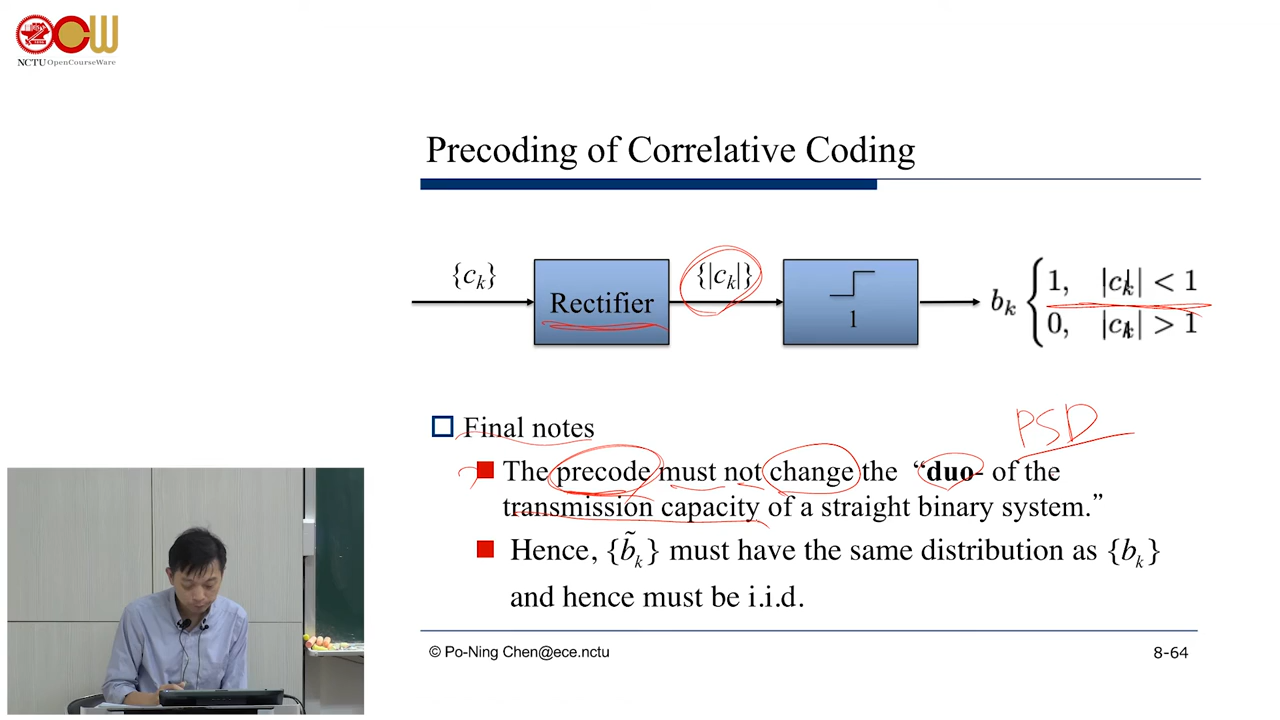 OCW
NCTU OpenCourseWare
Precoding of Correlative Coding
{c_k}
Rectifier
{|c_k|}
1
b_k { 1, |c_k| < 1
0, |c_k| > 1
PSD
Final notes
The precode must not change the “duo- of the
transmission capacity of a straight binary system.”
Hence, {b̃_k} must have the same distribution as {b_k}
and hence must be i.i.d.
© Po-Ning Chen@ece.nctu
8-64